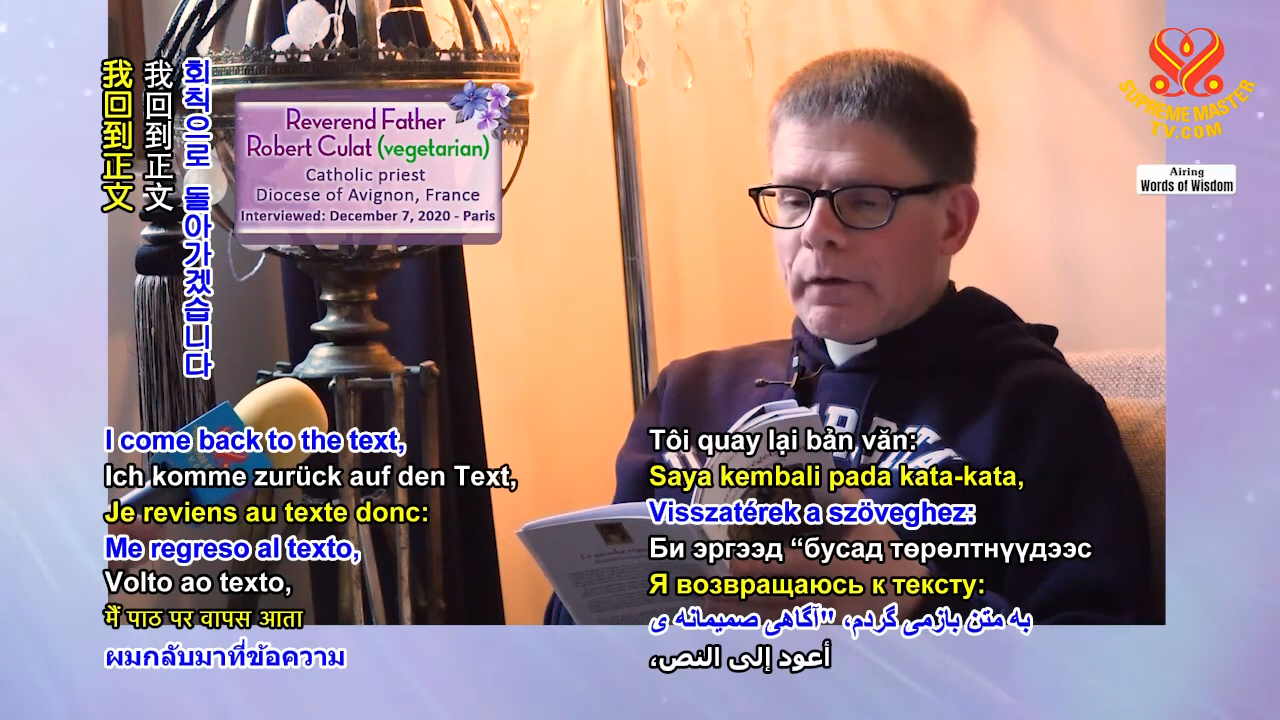 我回到正文
我回到正文
회칙으로 돌아가겠습니다
Reverend Father
Robert Culat (vegetarian)
Catholic priest
Diocese of Avignon, France
Interviewed: December 7, 2020 - Paris
SUPREME MASTER
TV.COM
Airing
Words of Wisdom
I come back to the text,
Ich komme zurück auf den Text,
Je reviens au texte donc:
Me regreso al texto,
Volto ao texto,
मैं पाठ पर वापस आता
ผมกลับมาที่ข้อความ
Tôi quay lại bản văn:
Saya kembali pada kata-kata,
Visszatérek a szöveghez:
Би эргээд “бусад төрөлтнүүдээс
Я возвращаюсь к тексту:
به متن بازمی گردم، "آگاهی صمیمانه ی
أعود إلى النص،